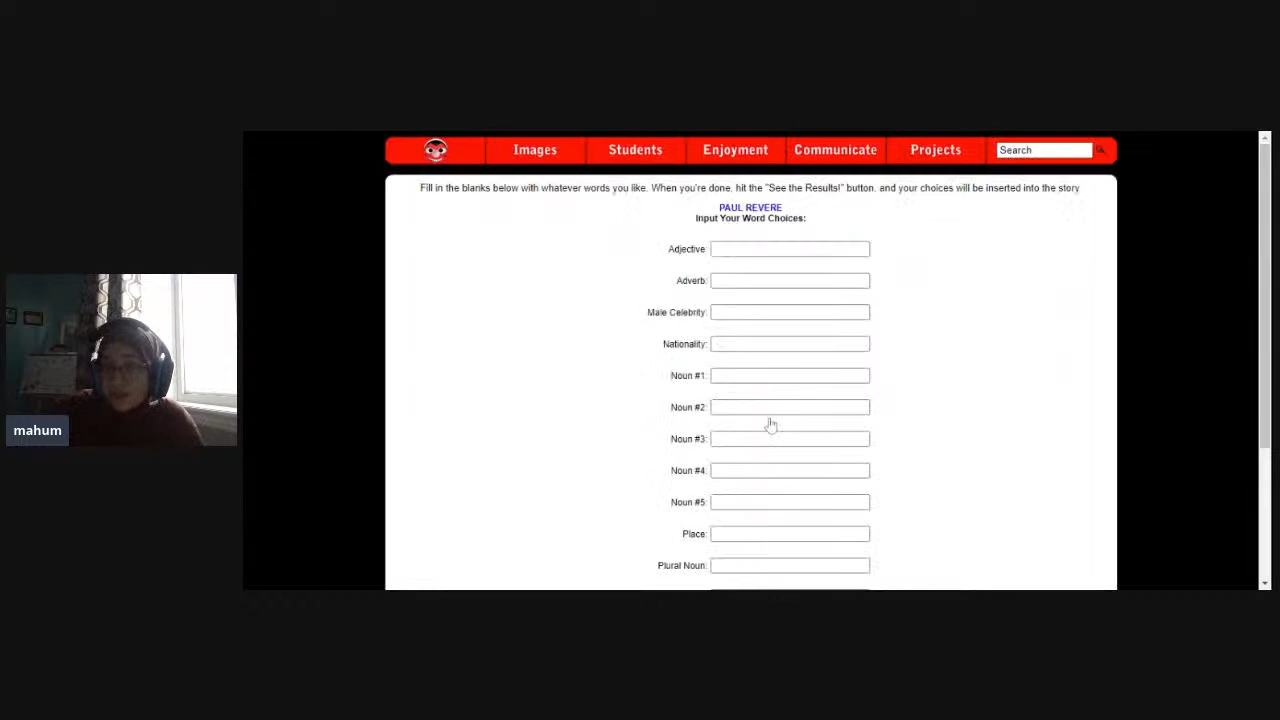 Images Students Enjoyment Communicate Projects Search
Fill in the blanks below with whatever words you like. When you're done, hit the "See the Results!" button, and your choices will be inserted into the story
PAUL REVERE
Input Your Word Choices:
Adjective:
Adverb:
Male Celebrity:
Nationality:
Noun #1:
Noun #2:
Noun #3:
Noun #4:
Noun #5:
Place:
Plural Noun:
mahum